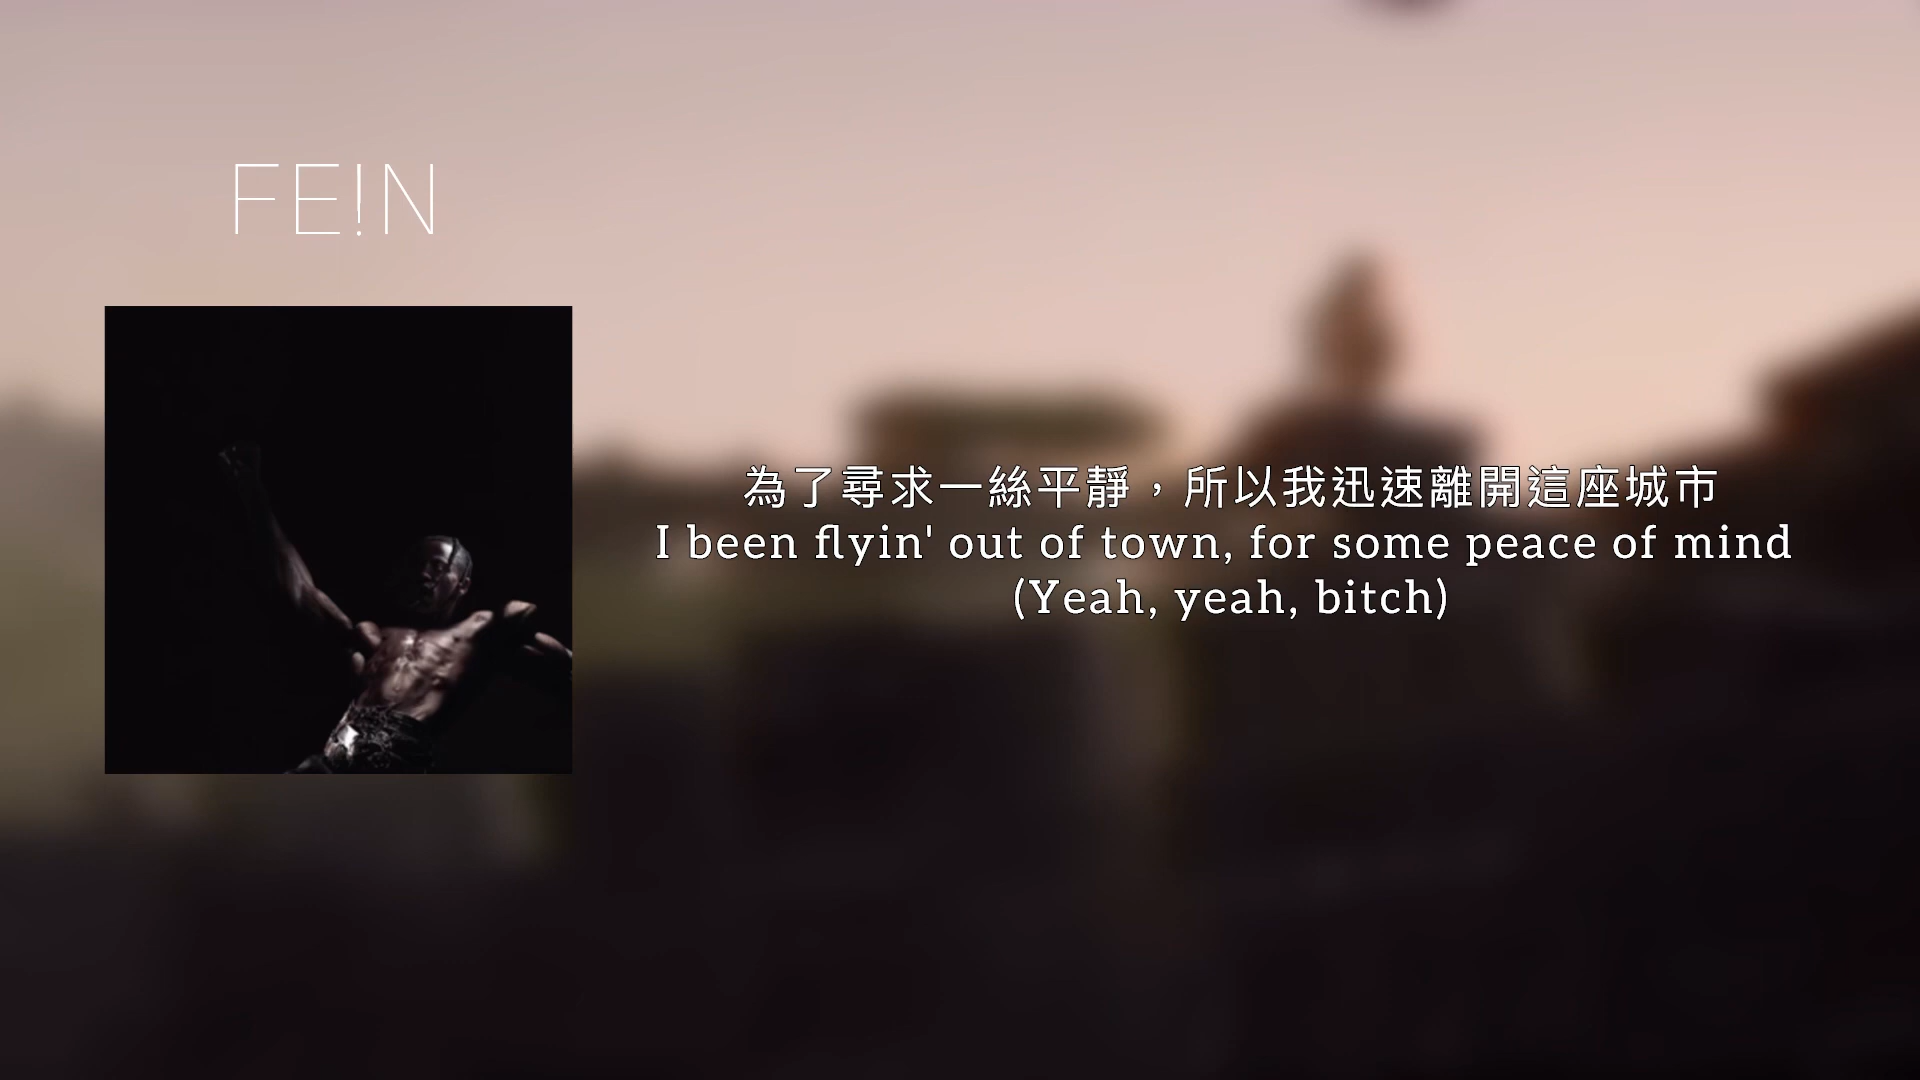 FE!N
為了尋求一絲平靜，所以我迅速離開這座城市
I been flyin' out of town, for some peace of mind
(Yeah, yeah, bitch)